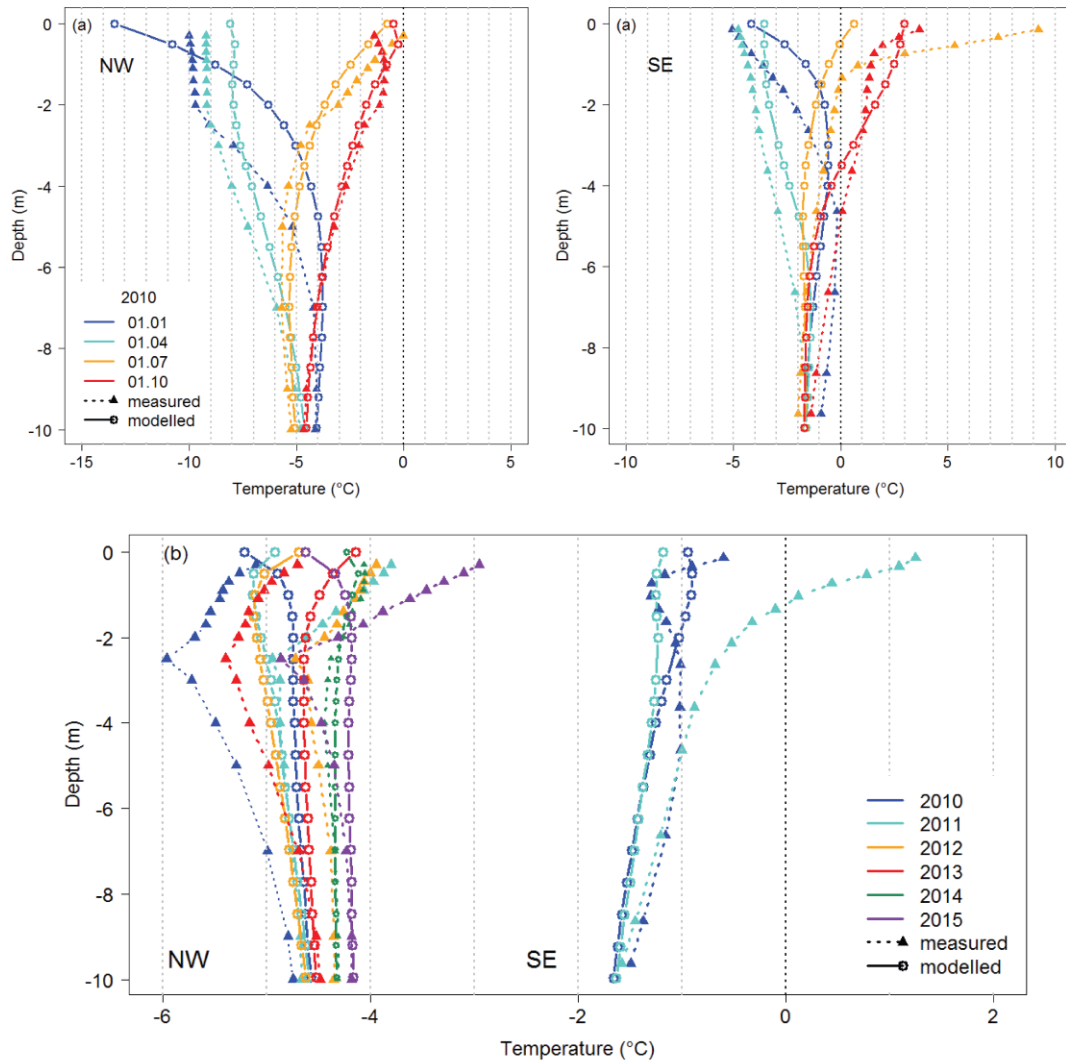 (a)
NW
0
-2
-4
-6
-8
-10
Depth (m)
2010
01.01
01.04
01.07
01.10
measured
modelled
-15 -10 -5 0 5
Temperature (°C)
(a)
SE
0
-2
-4
-6
-8
-10
Depth (m)
-10 -5 0 5 10
Temperature (°C)
(b)
0
-2
-4
-6
-8
-10
Depth (m)
NW
SE
2010
2011
2012
2013
2014
2015
measured
modelled
-6 -4 -2 0 2
Temperature (°C)